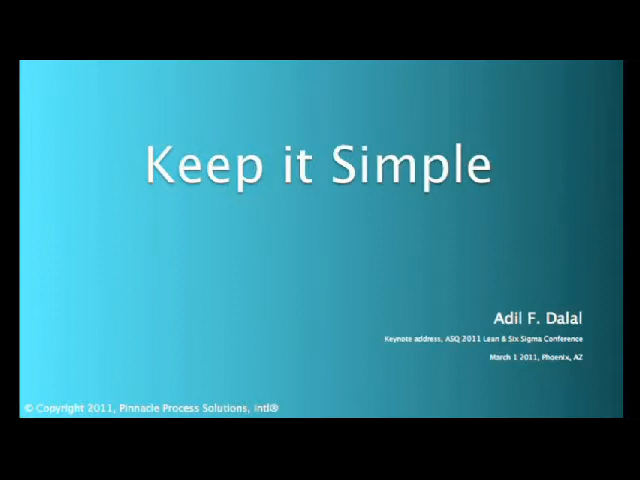 Keep it Simple
Adil F. Dalal
Keynote address, ASQ 2011 Lean & Six Sigma Conference
March 1 2011, Phoenix, AZ
© Copyright 2011, Pinnacle Process Solutions, Intl®